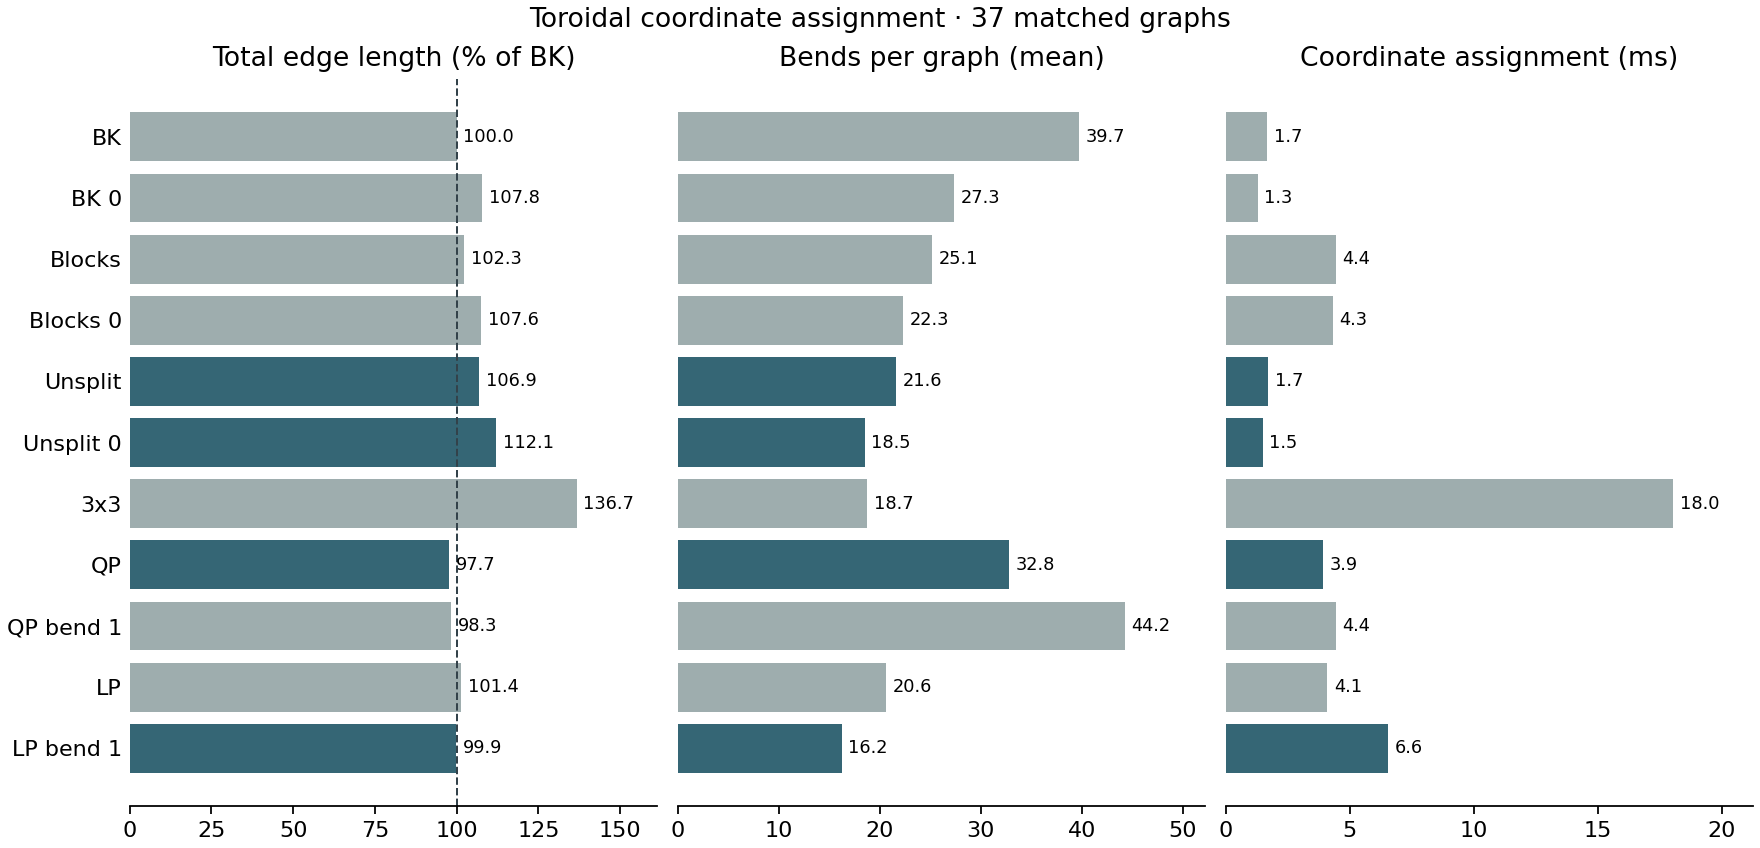 Toroidal coordinate assignment · 37 matched graphs
Total edge length (% of BK)
Bends per graph (mean)
Coordinate assignment (ms)
BK 100.0 39.7 1.7
BK 0 107.8 27.3 1.3
Blocks 102.3 25.1 4.4
Blocks 0 107.6 22.3 4.3
Unsplit 106.9 21.6 1.7
Unsplit 0 112.1 18.5 1.5
3x3 136.7 18.7 18.0
QP 97.7 32.8 3.9
QP bend 1 98.3 44.2 4.4
LP 101.4 20.6 4.1
LP bend 1 99.9 16.2 6.6
0 25 50 75 100 125 150
0 10 20 30 40 50
0 5 10 15 20